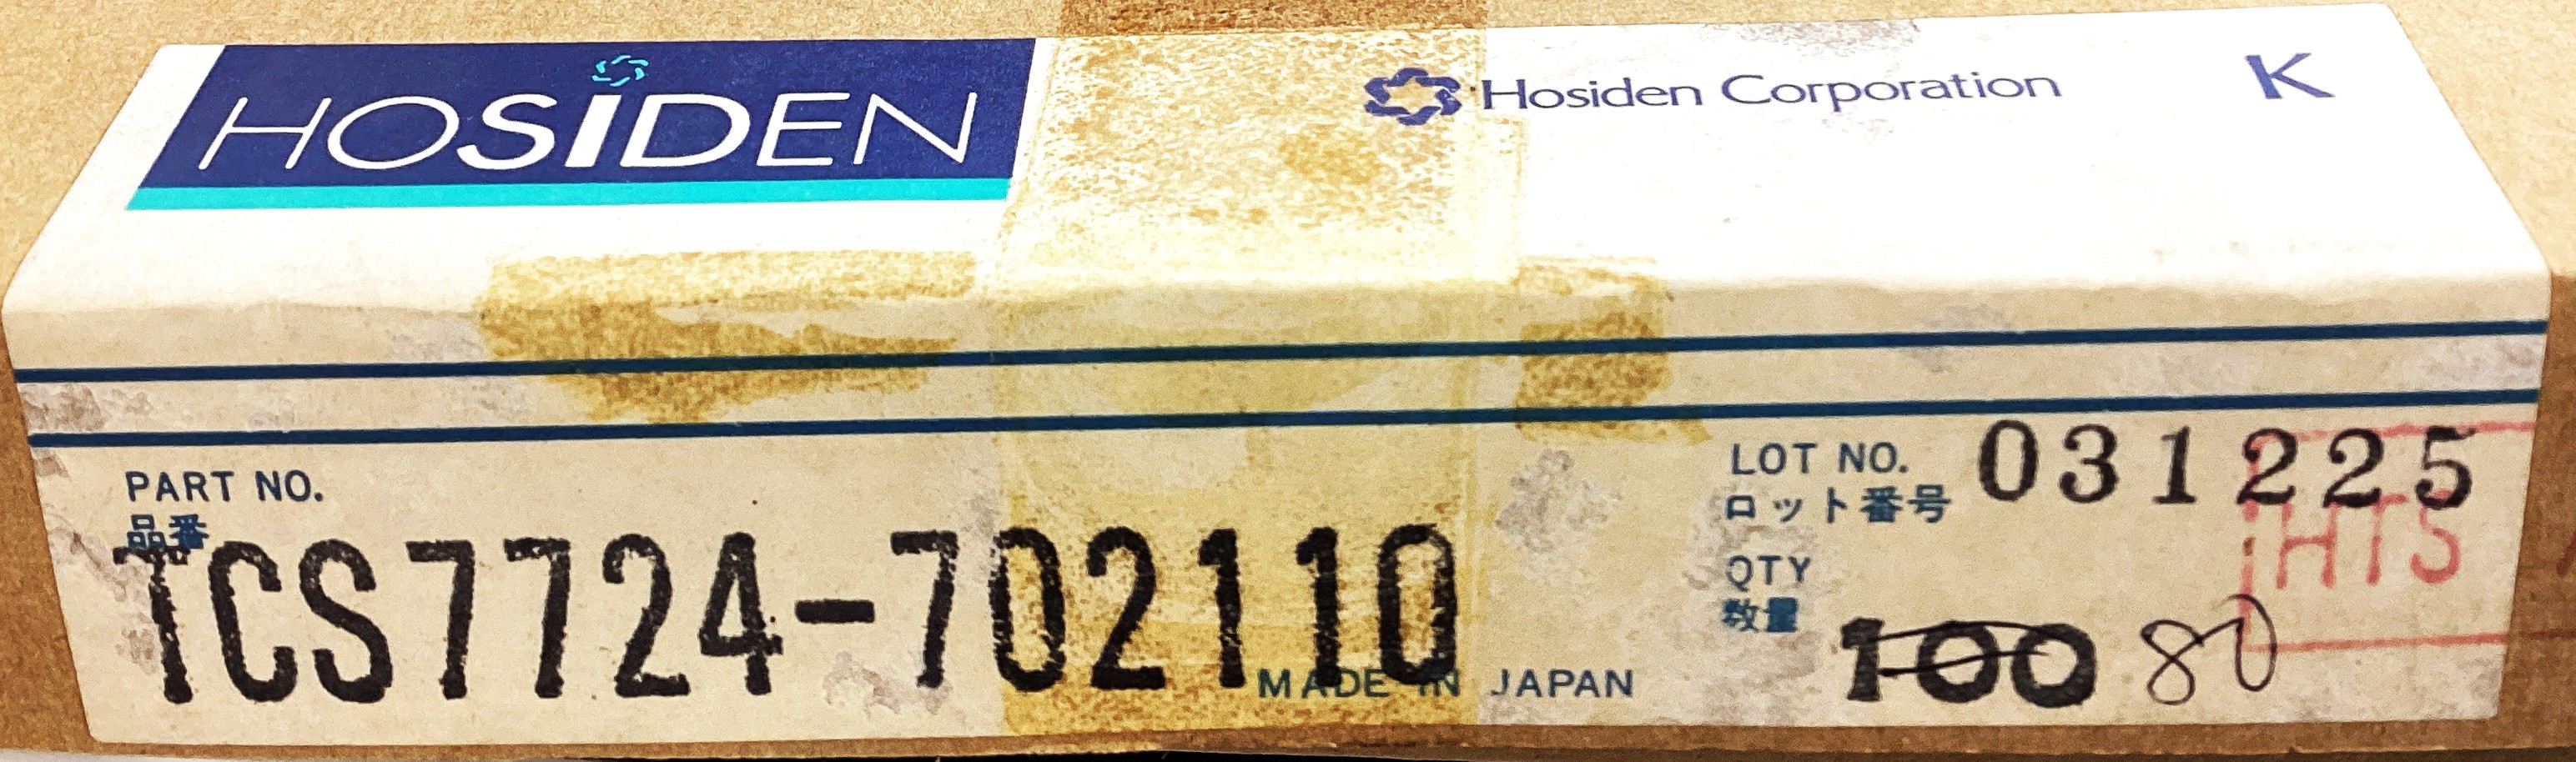 HOSiDEN
Hosiden Corporation
K
PART NO.
品番
TCS7724-702110
MADE IN JAPAN
LOT NO. 031225
ロット番号
QTY
数量
100 80
HTS